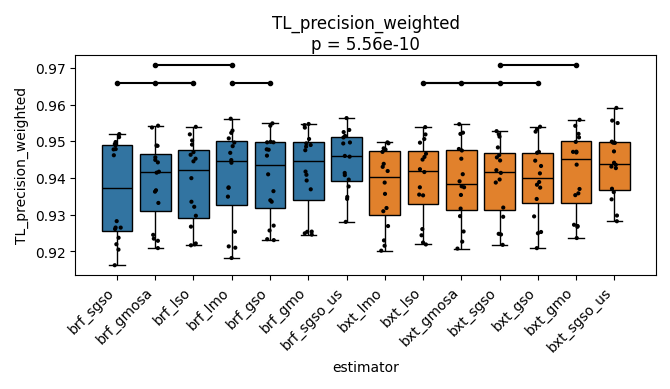 TL_precision_weighted
p = 5.56e-10
TL_precision_weighted
0.97
0.96
0.95
0.94
0.93
0.92
brf_sgso
brf_gmosa
brf_lso
brf_lmo
brf_gso
brf_gmo
brf_sgso_us
bxt_lmo
bxt_lso
bxt_gmosa
bxt_sgso
bxt_gso
bxt_gmo
bxt_sgso_us
estimator